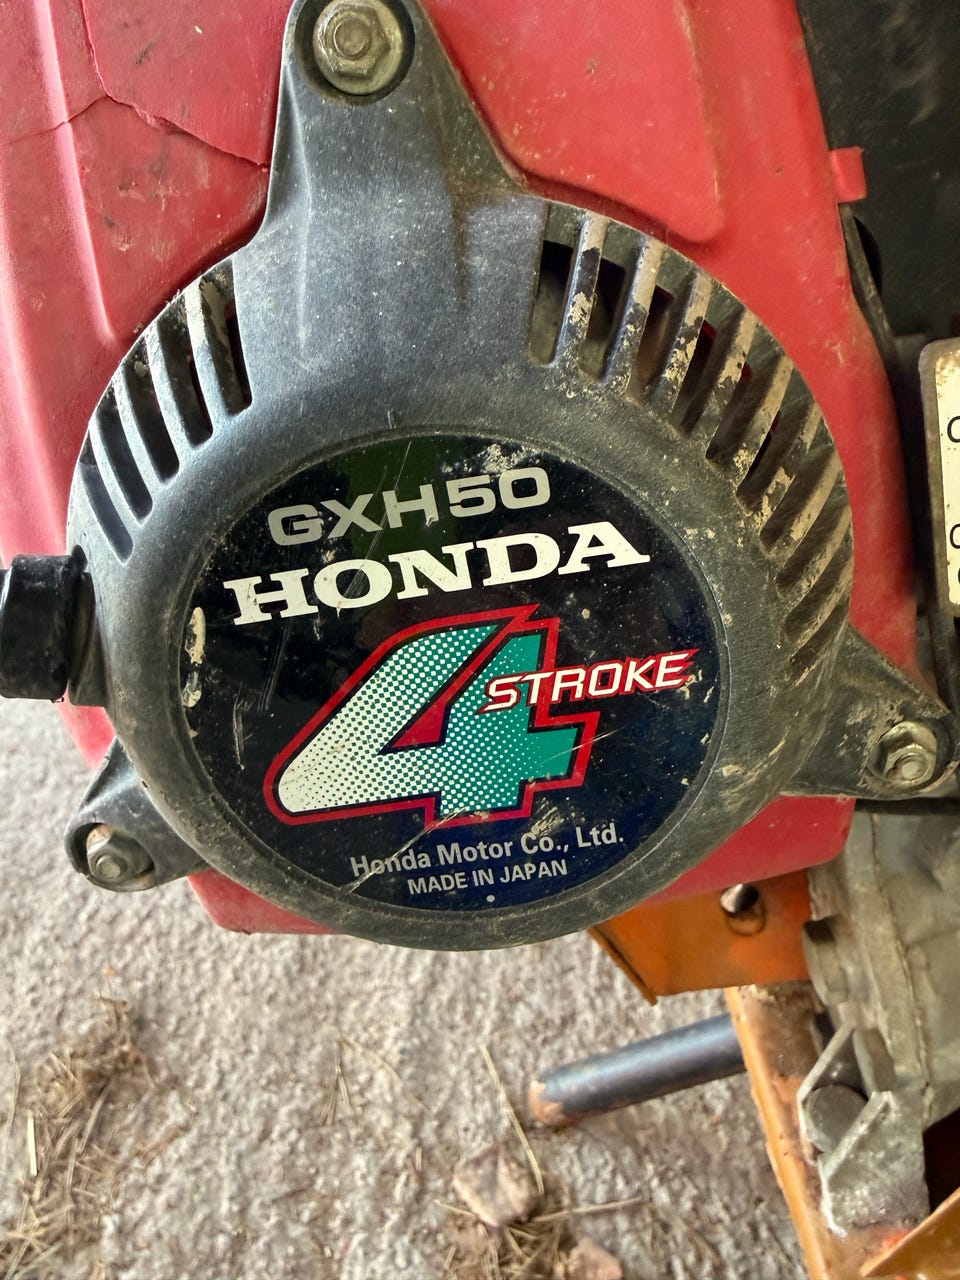 GXH50
HONDA
4
STROKE
Honda Motor Co., Ltd.
MADE IN JAPAN